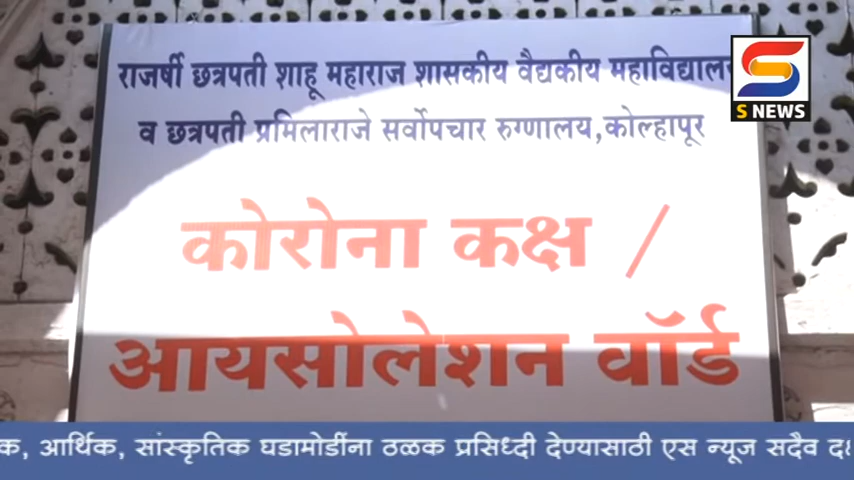 राजर्षी छत्रपती शाहू महाराज शासकीय वैद्यकीय महाविद्यालय
व छत्रपती प्रमिलाराजे सर्वोपचार रुग्णालय,कोल्हापूर
कोरोना कक्ष /
आयसोलेशन वॉर्ड
S NEWS
क, आर्थिक, सांस्कृतिक घडामोर्डींना ठळक प्रसिध्दी देण्यासाठी एस न्यूज सदैव